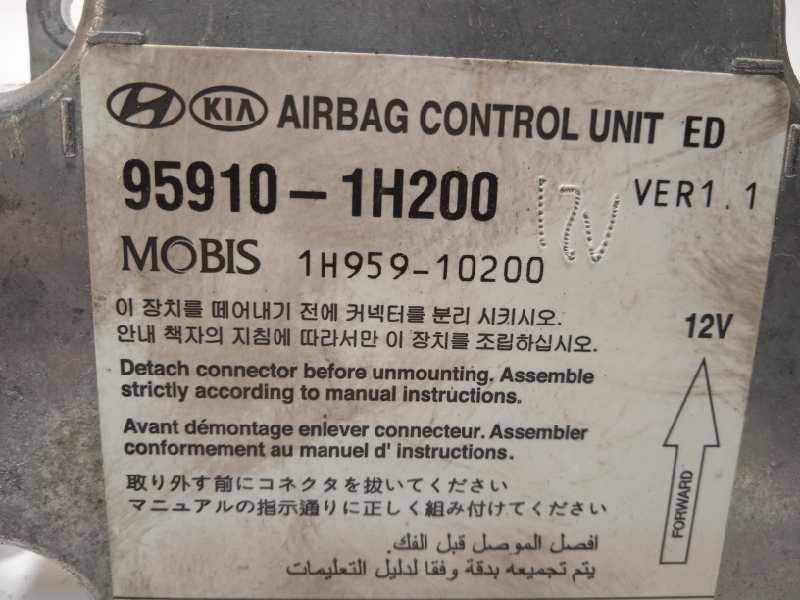 KIA AIRBAG CONTROL UNIT ED
95910-1H200 VER1.1
MOBIS 1H959-10200
이 장치를 떼어내기 전에 커넥터를 분리 시키시오.
안내 책자의 지침에 따라서만 이 장치를 조립하십시오.
12V
Detach connector before unmounting. Assemble
strictly according to manual instructions.
Avant démontage enlever connecteur. Assembler
conformement au manuel d' instructions.
取り外す前にコネクタを抜いてください
マニュアルの指示通りに正しく組み付けてください
افصل الموصل قبل الفك.
يتم تجميعه بدقة وفقا لدليل التعليمات
FORWARD